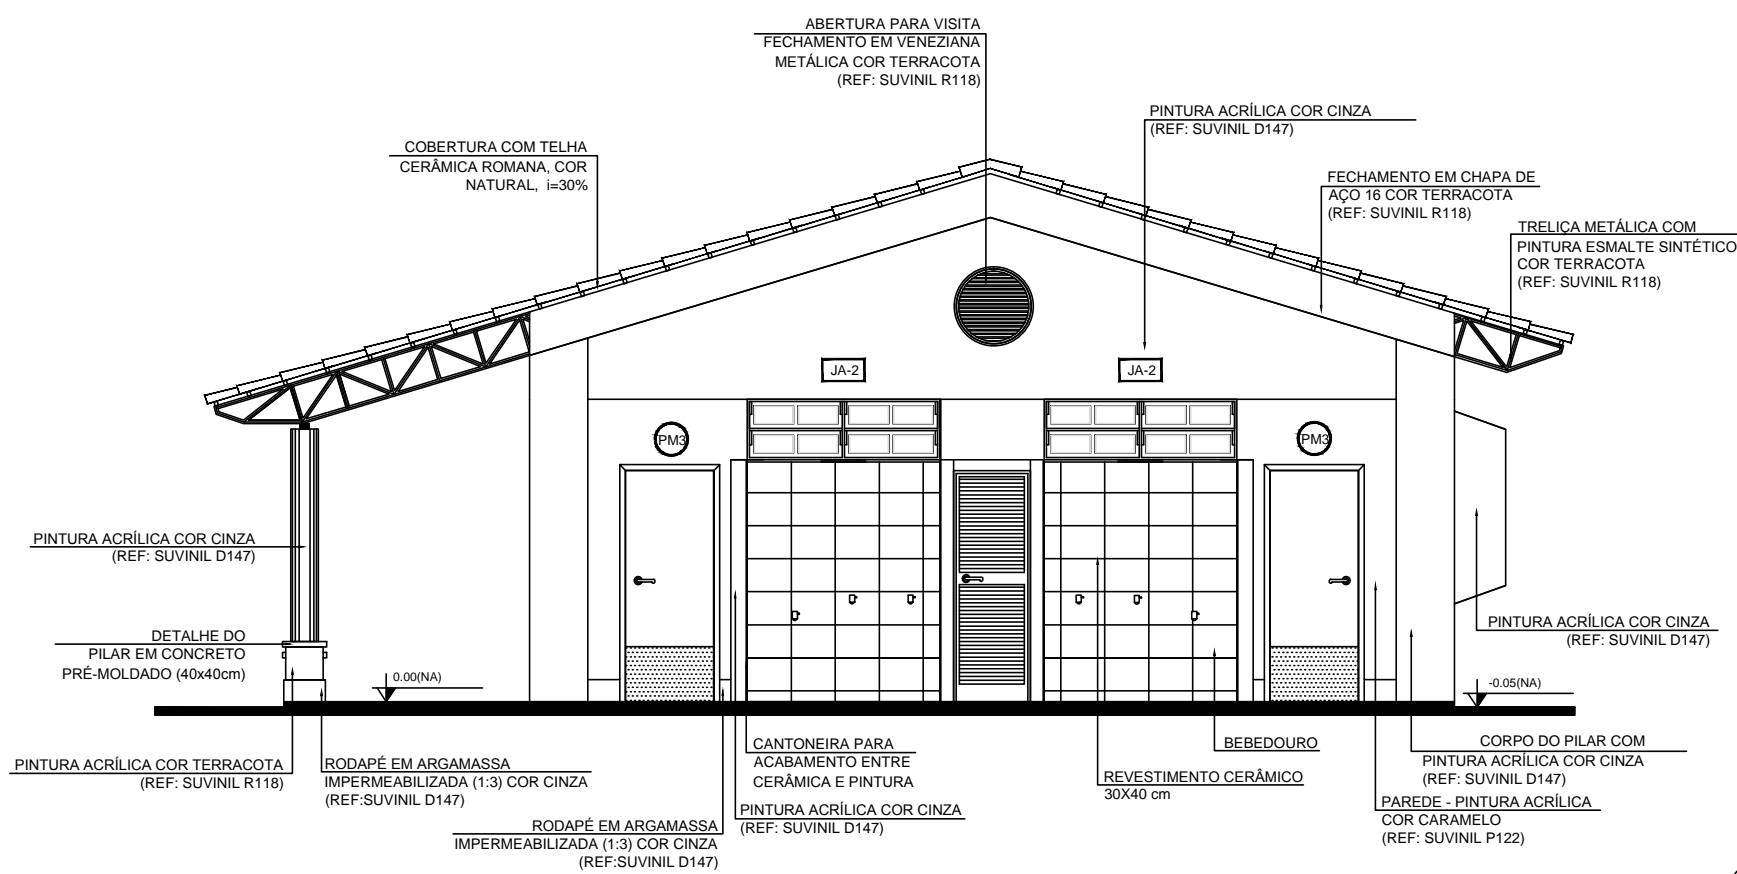 ABERTURA PARA VISITA
FECHAMENTO EM VENEZIANA
METÁLICA COR TERRACOTA
(REF: SUVINIL R118)
PINTURA ACRÍLICA COR CINZA
(REF: SUVINIL D147)
COBERTURA COM TELHA
CERÂMICA ROMANA, COR
NATURAL, i=30%
FECHAMENTO EM CHAPA DE
AÇO 16 COR TERRACOTA
(REF: SUVINIL R118)
TRELIÇA METÁLICA COM
PINTURA ESMALTE SINTÉTICO
COR TERRACOTA
(REF: SUVINIL R118)
JA-2
JA-2
PM3
PM3
PINTURA ACRÍLICA COR CINZA
(REF: SUVINIL D147)
DETALHE DO
PILAR EM CONCRETO
PRÉ-MOLDADO (40x40cm)
PINTURA ACRÍLICA COR CINZA
(REF: SUVINIL D147)
0.00(NA)
-0.05(NA)
PINTURA ACRÍLICA COR TERRACOTA
(REF: SUVINIL R118)
RODAPÉ EM ARGAMASSA
IMPERMEABILIZADA (1:3) COR CINZA
(REF:SUVINIL D147)
RODAPÉ EM ARGAMASSA
IMPERMEABILIZADA (1:3) COR CINZA
(REF:SUVINIL D147)
CANTONEIRA PARA
ACABAMENTO ENTRE
CERÂMICA E PINTURA
PINTURA ACRÍLICA COR CINZA
(REF: SUVINIL D147)
BEBEDOURO
REVESTIMENTO CERÂMICO
30X40 cm
CORPO DO PILAR COM
PINTURA ACRÍLICA COR CINZA
(REF: SUVINIL D147)
PAREDE - PINTURA ACRÍLICA
COR CARAMELO
(REF: SUVINIL P122)